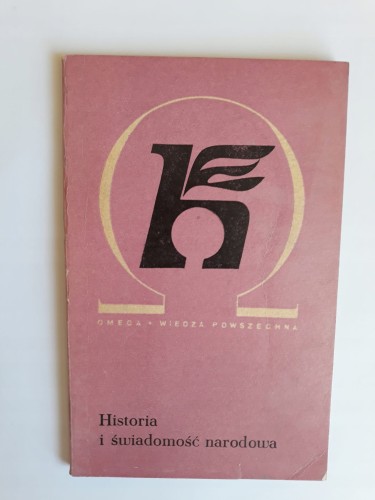 OMEGA • WIEDZA POWSZECHNA
Historia
i świadomość narodowa